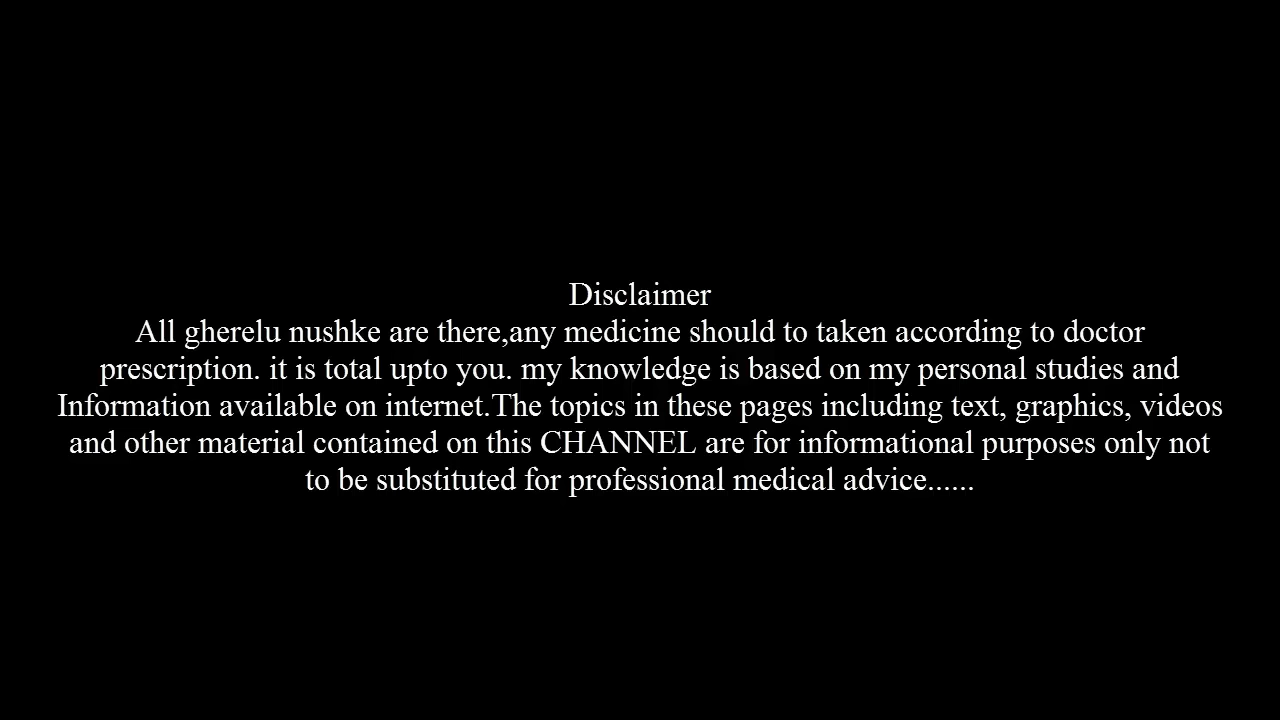 Disclaimer
All gherelu nushke are there,any medicine should to taken according to doctor
prescription. it is total upto you. my knowledge is based on my personal studies and
Information available on internet.The topics in these pages including text, graphics, videos
and other material contained on this CHANNEL are for informational purposes only not
to be substituted for professional medical advice......